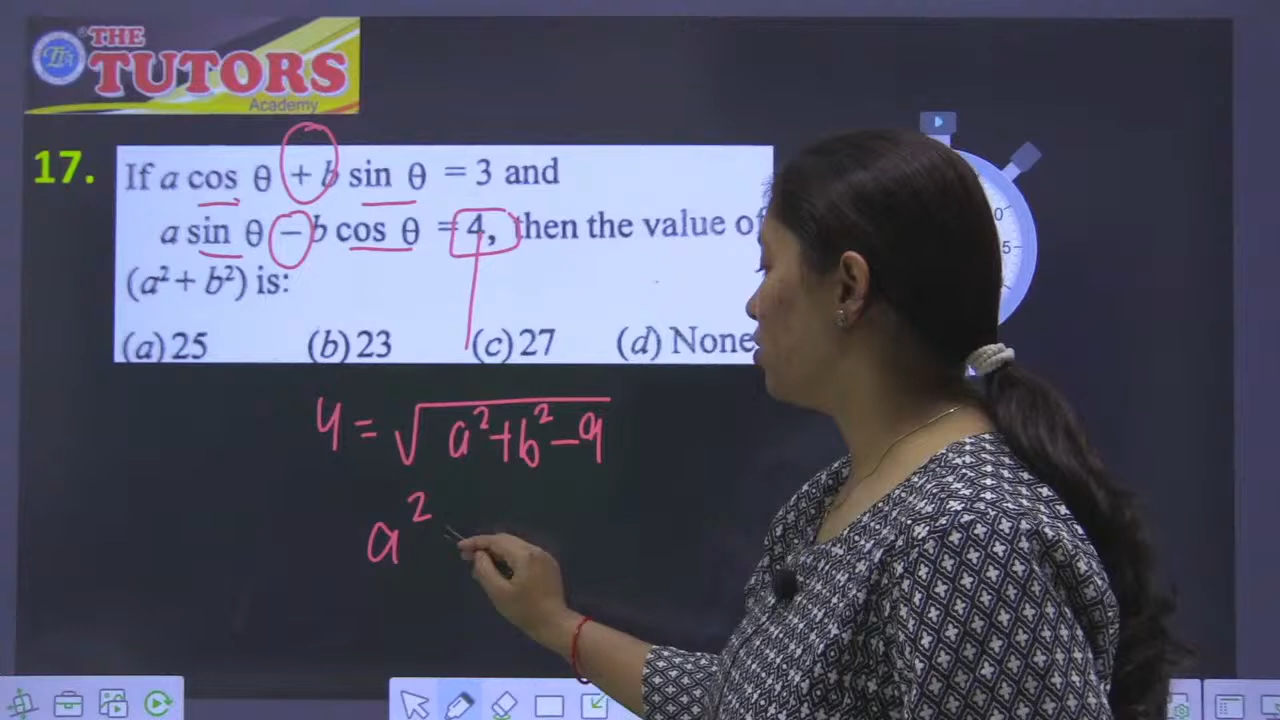 THE
TUTORS
Academy
17.
If a cos θ + b sin θ = 3 and
a sin θ − b cos θ = 4, then the value of
(a² + b²) is:
(a) 25 (b) 23 (c) 27 (d) None
4 = √a²+b²−9
a²